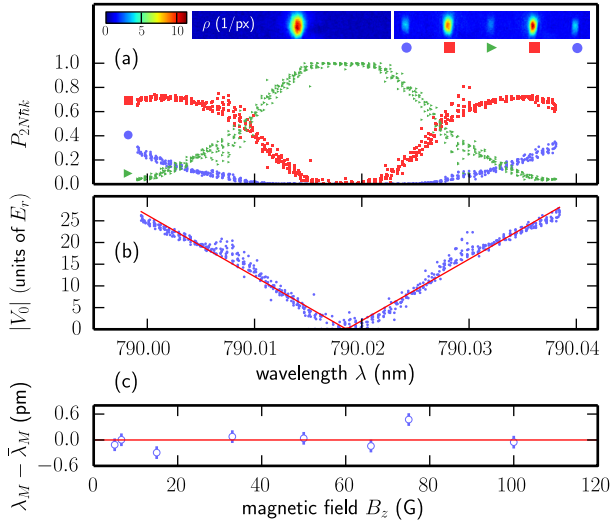 0 5 10
ρ (1/px)
(a)
P_{2Nℏk}
1.0
0.8
0.6
0.4
0.2
0.0
(b)
|V_0| (units of E_r)
25
20
15
10
5
0
790.00 790.01 790.02 790.03 790.04
wavelength λ (nm)
(c)
λ_M − λ̄_M (pm)
0.6
0.0
−0.6
0 20 40 60 80 100 120
magnetic field B_z (G)